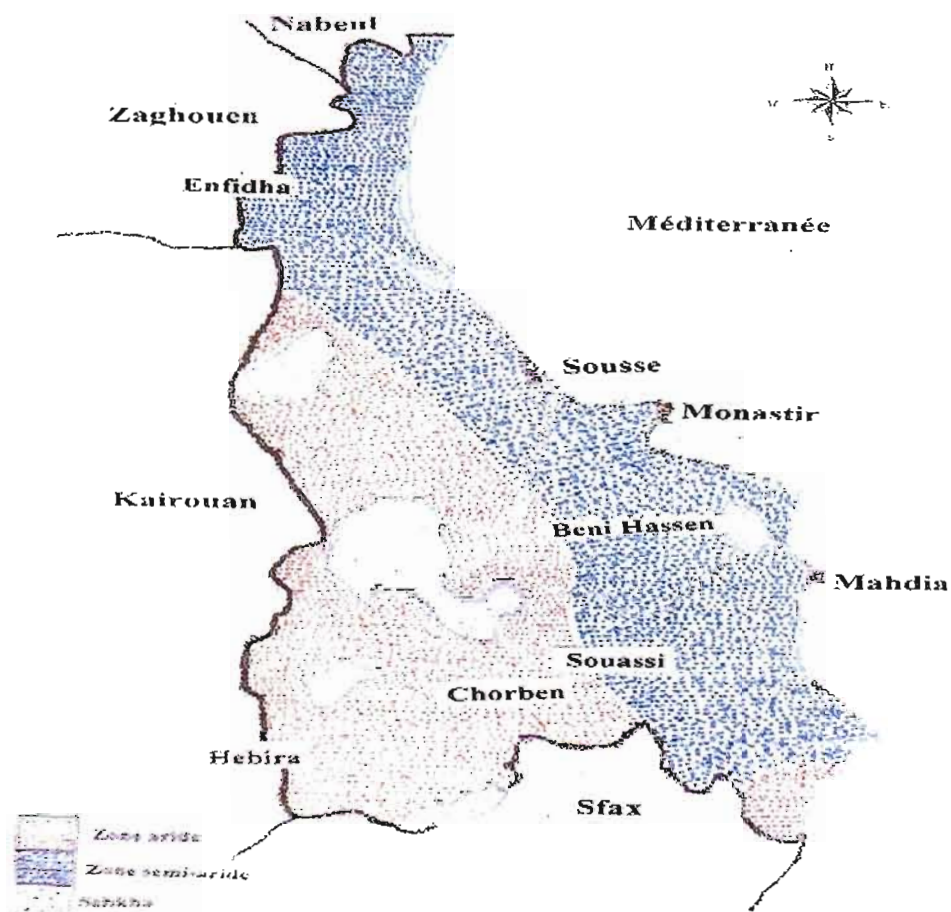 Nabeul
Zaghouen
Enfidha
Méditerranée
Sousse
Monastir
Kairouan
Beni Hassen
Mahdia
Souassi
Chorben
Hebira
Sfax
Zone aride
Zone semi-aride
Sabkha